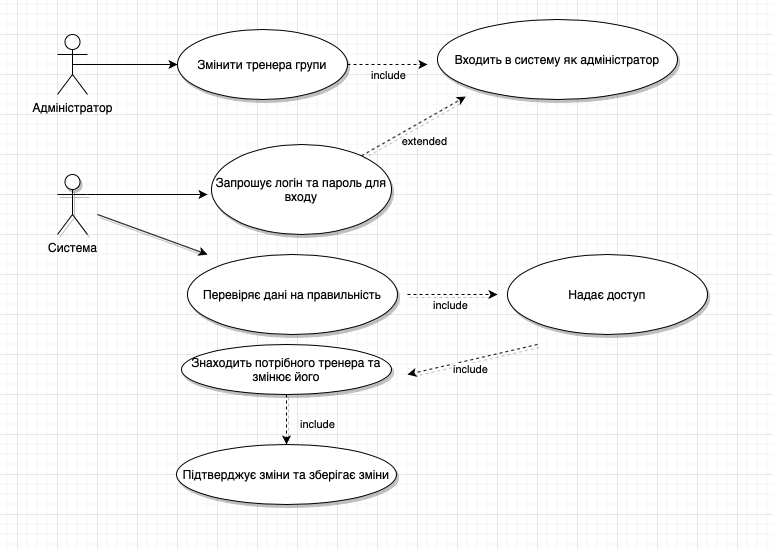 Змінити тренера групи
include
Входить в систему як адміністратор
Адміністратор
extended
Запрошує логін та пароль для
входу
Система
Перевіряє дані на правильність
include
Надає доступ
Знаходить потрібного тренера та
змінює його
include
include
Підтверджує зміни та зберігає зміни